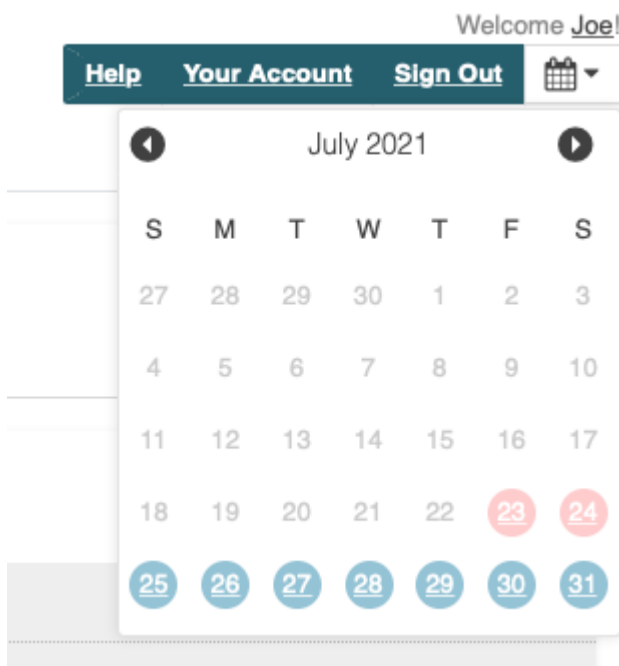 Welcome Joe!
Help Your Account Sign Out
July 2021
S M T W T F S
27 28 29 30 1 2 3
4 5 6 7 8 9 10
11 12 13 14 15 16 17
18 19 20 21 22 23 24
25 26 27 28 29 30 31